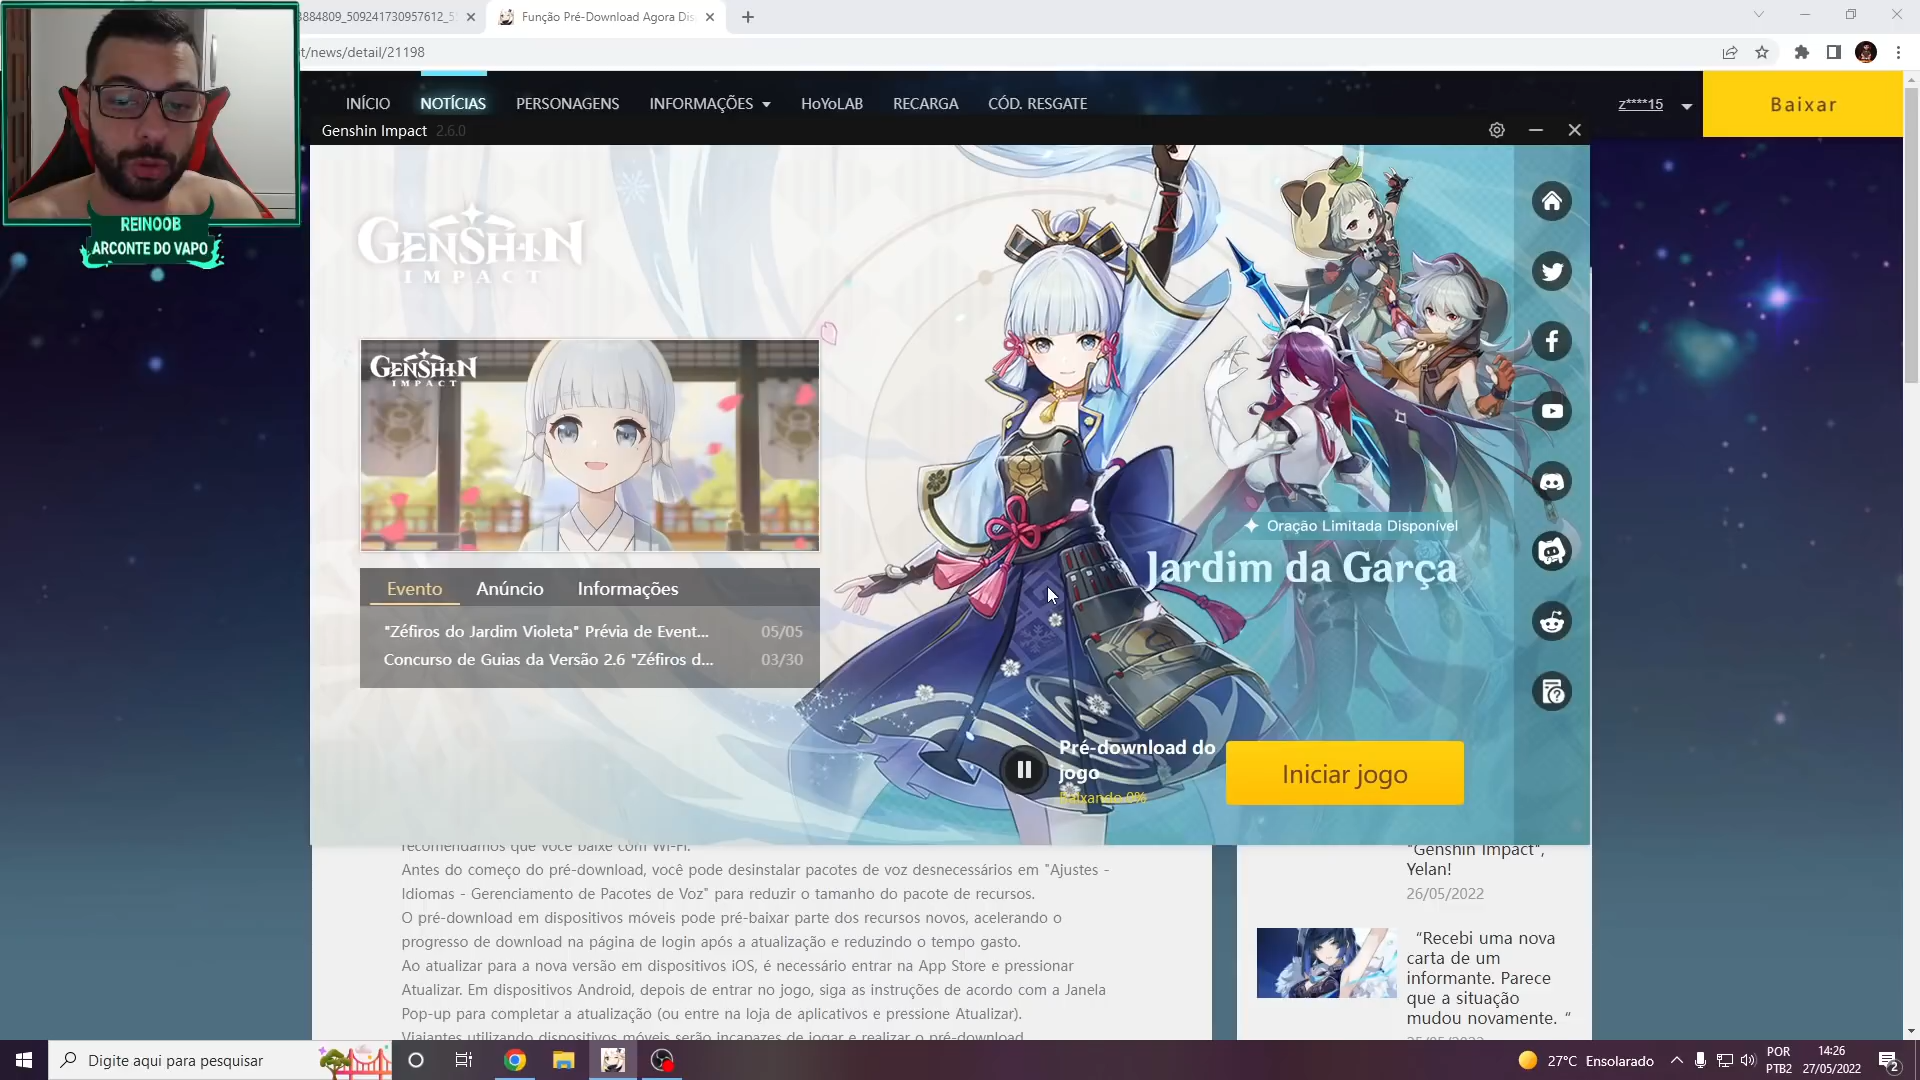 3884809_509241730957612_5
Função Pré-Download Agora Dis
t/news/detail/21198
REINOOB
ARCONTE DO VAPO
INÍCIO
NOTÍCIAS
PERSONAGENS
INFORMAÇÕES
HoYoLAB
RECARGA
CÓD. RESGATE
z****15
Baixar
Genshin Impact 2.6.0
GENSHIN
IMPACT
GENSHIN
IMPACT
Oração Limitada Disponível
Jardim da Garça
Evento
Anúncio
Informações
"Zéfiros do Jardim Violeta" Prévia de Event... 05/05
Concurso de Guias da Versão 2.6 "Zéfiros d... 03/30
Pré-download do
jogo
Baixando 0%
Iniciar jogo
recomendamos que você baixe com Wi-Fi.
Antes do começo do pré-download, você pode desinstalar pacotes de voz desnecessários em "Ajustes -
Idiomas - Gerenciamento de Pacotes de Voz" para reduzir o tamanho do pacote de recursos.
O pré-download em dispositivos móveis pode pré-baixar parte dos recursos novos, acelerando o
progresso de download na página de login após a atualização e reduzindo o tempo gasto.
Ao atualizar para a nova versão em dispositivos iOS, é necessário entrar na App Store e pressionar
Atualizar. Em dispositivos Android, depois de entrar no jogo, siga as instruções de acordo com a Janela
Pop-up para completar a atualização (ou entre na loja de aplicativos e pressione Atualizar).
Viajantes utilizando dispositivos móveis serão incapazes de jogar e realizar o pré-download
"Genshin Impact",
Yelan!
26/05/2022
“Recebi uma nova
carta de um
informante. Parece
que a situação
mudou novamente. “
25/05/2022
Digite aqui para pesquisar
27°C Ensolarado
POR
PTB2
14:26
27/05/2022
2